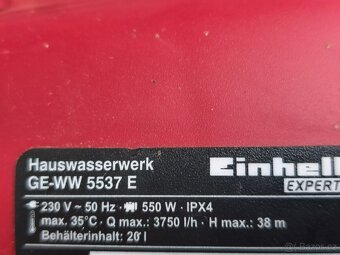 Hauswasserwerk
GE-WW 5537 E
Einhell
EXPERT
230 V ~ 50 Hz · 550 W · IPX4
max. 35°C · Q max.: 3750 l/h · H max.: 38 m
Behälterinhalt: 20 l